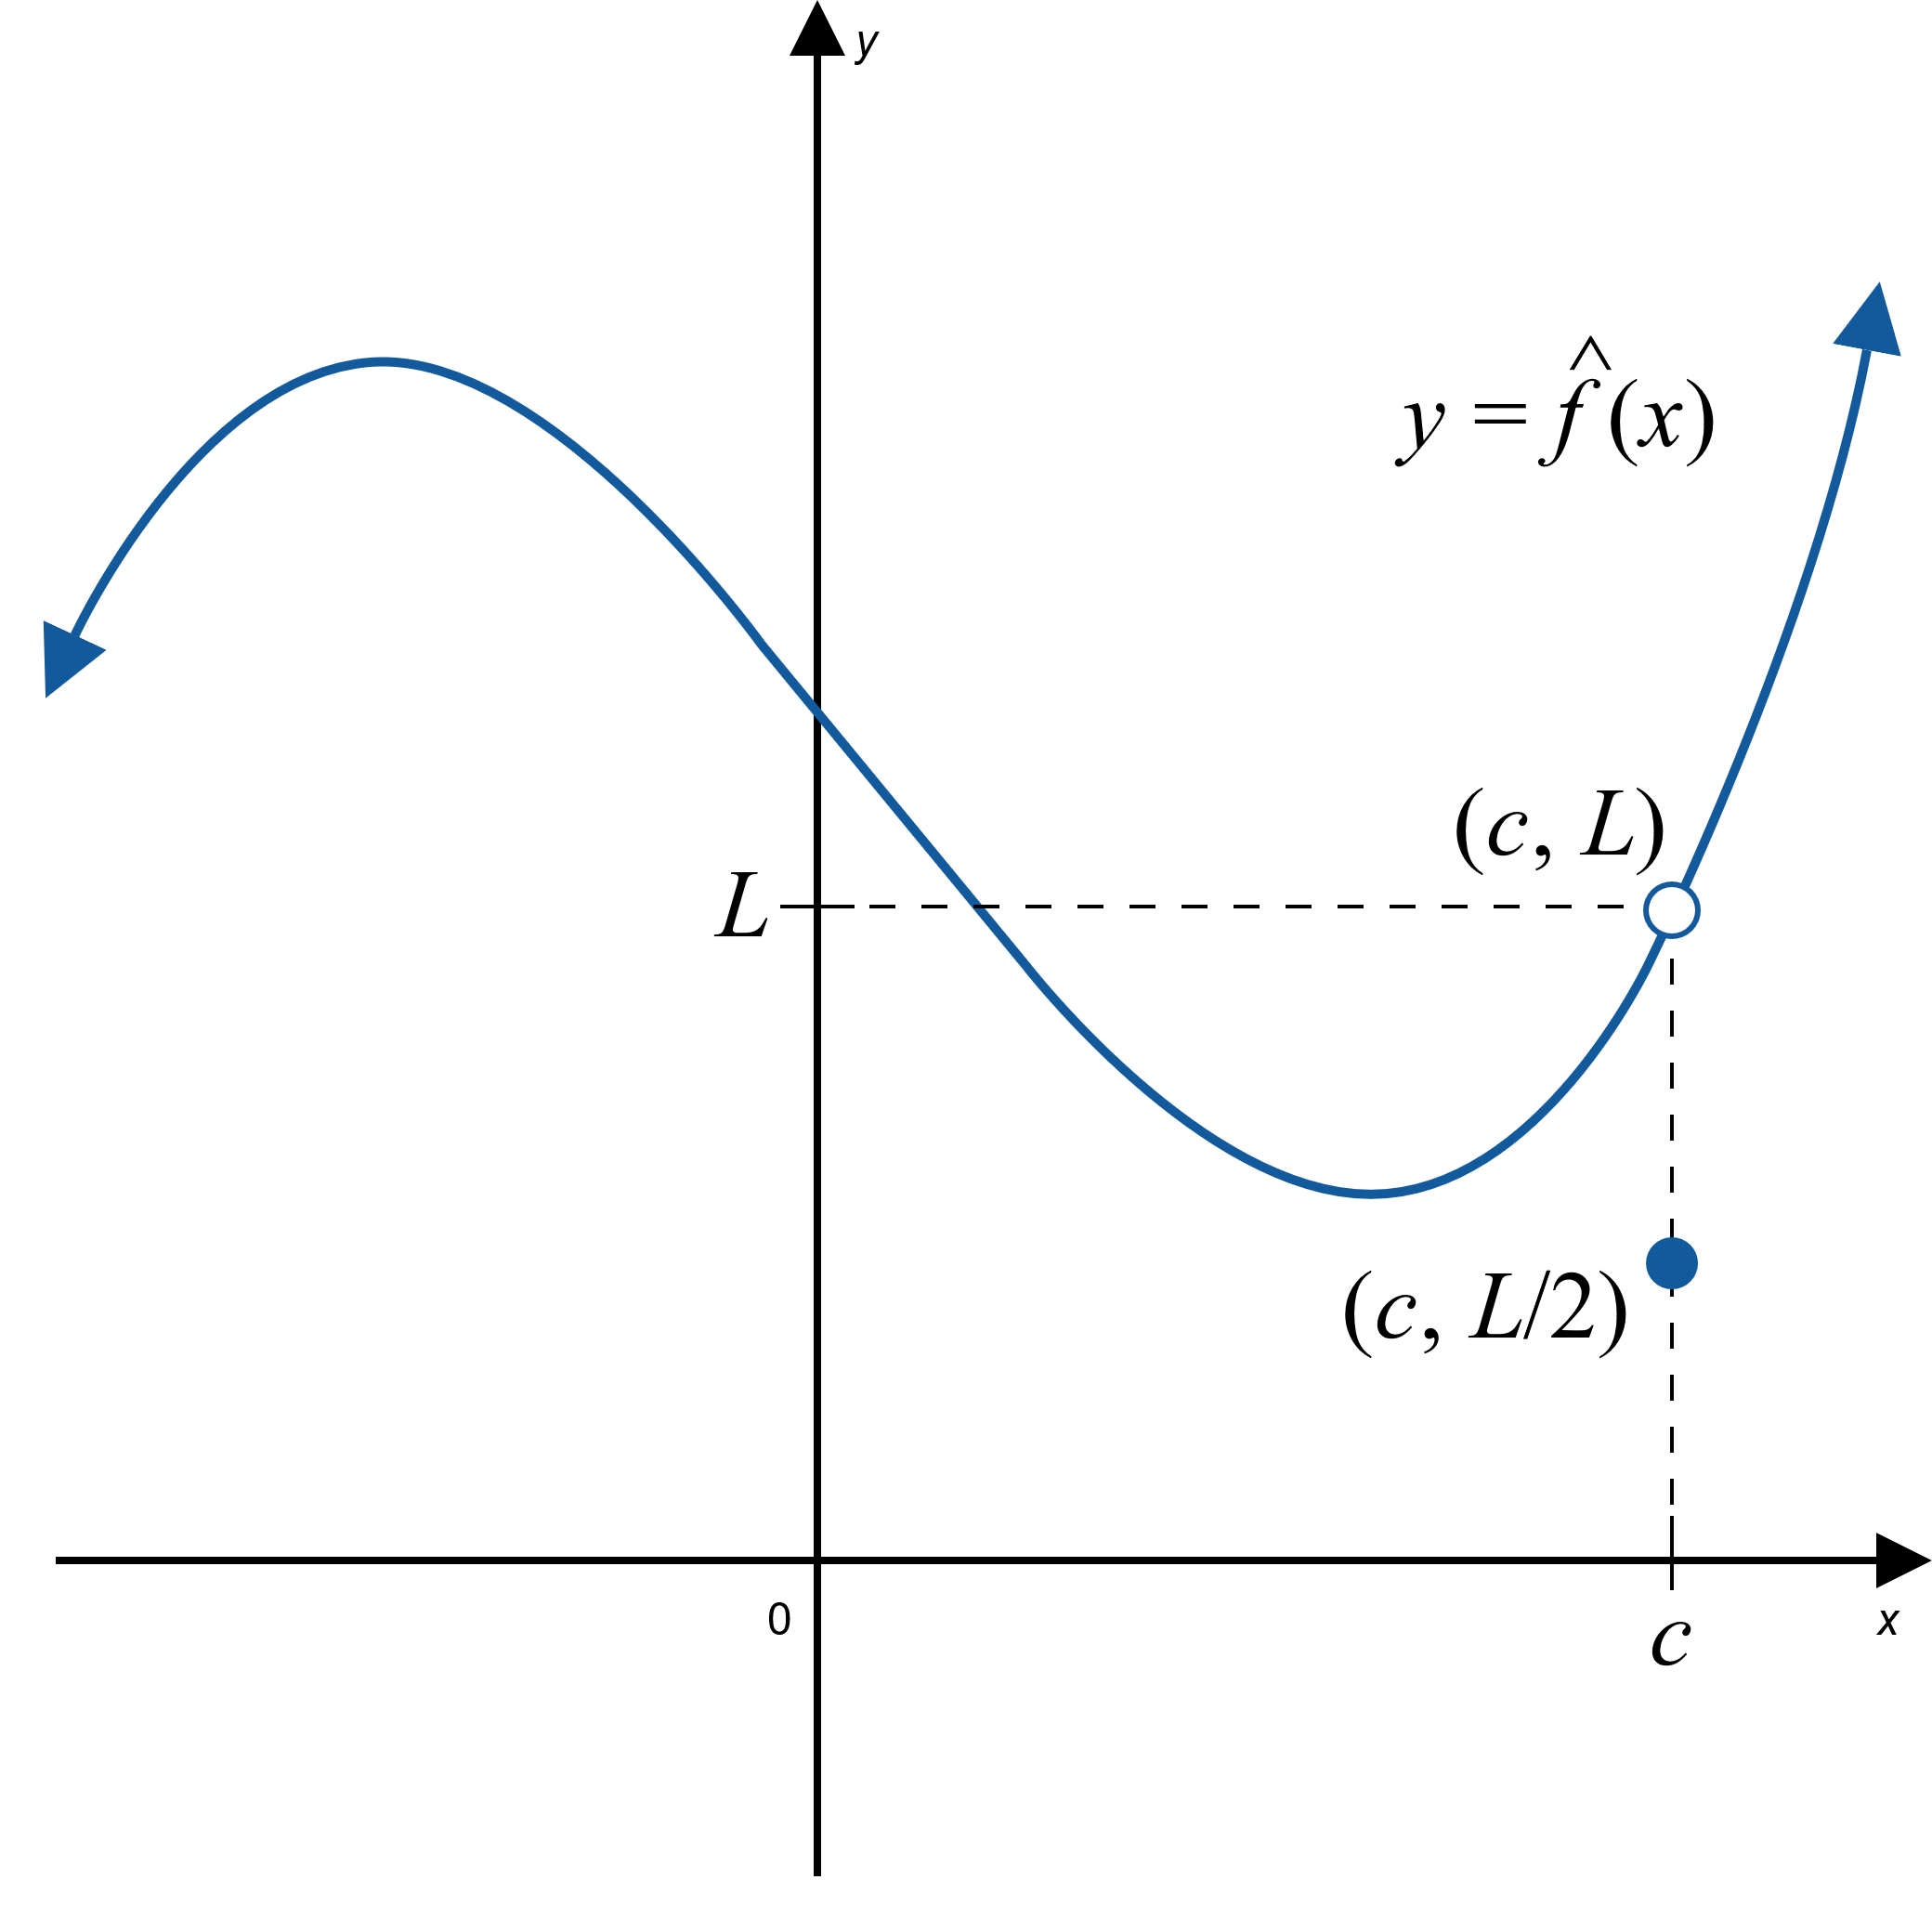 y
y = f̂ (x)
(c, L)
L
(c, L/2)
0
c
x